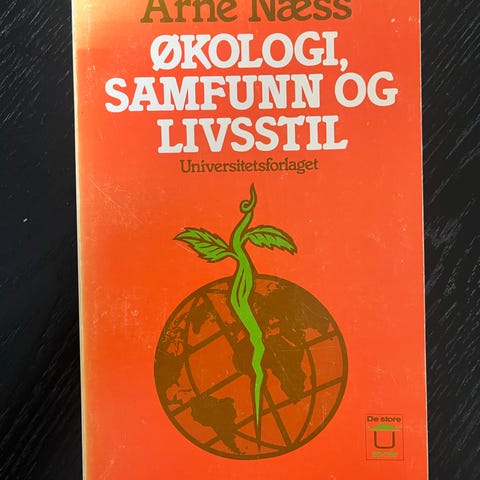 Arne Næss
ØKOLOGI,
SAMFUNN OG
LIVSSTIL
Universitetsforlaget
De store
U